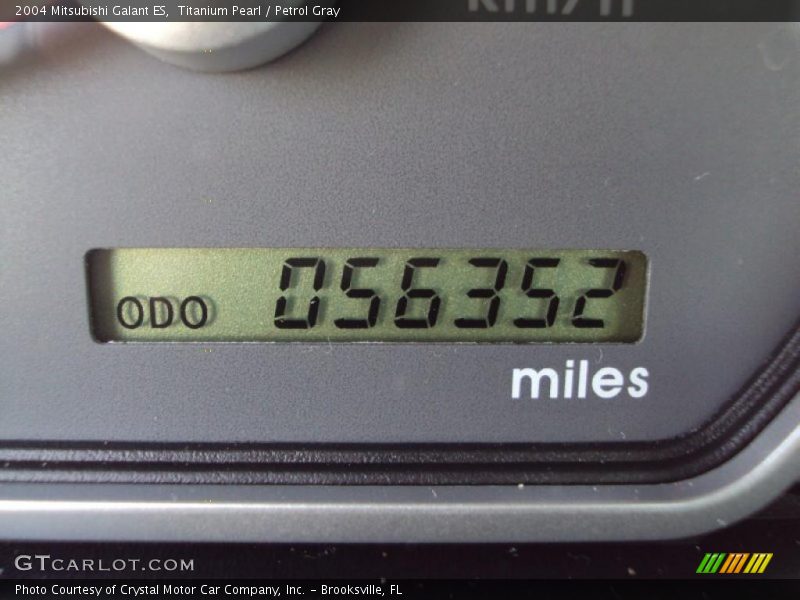 2004 Mitsubishi Galant ES, Titanium Pearl / Petrol Gray
km/h
ODO 056352
miles
GTCARLOT.COM
Photo Courtesy of Crystal Motor Car Company, Inc. - Brooksville, FL